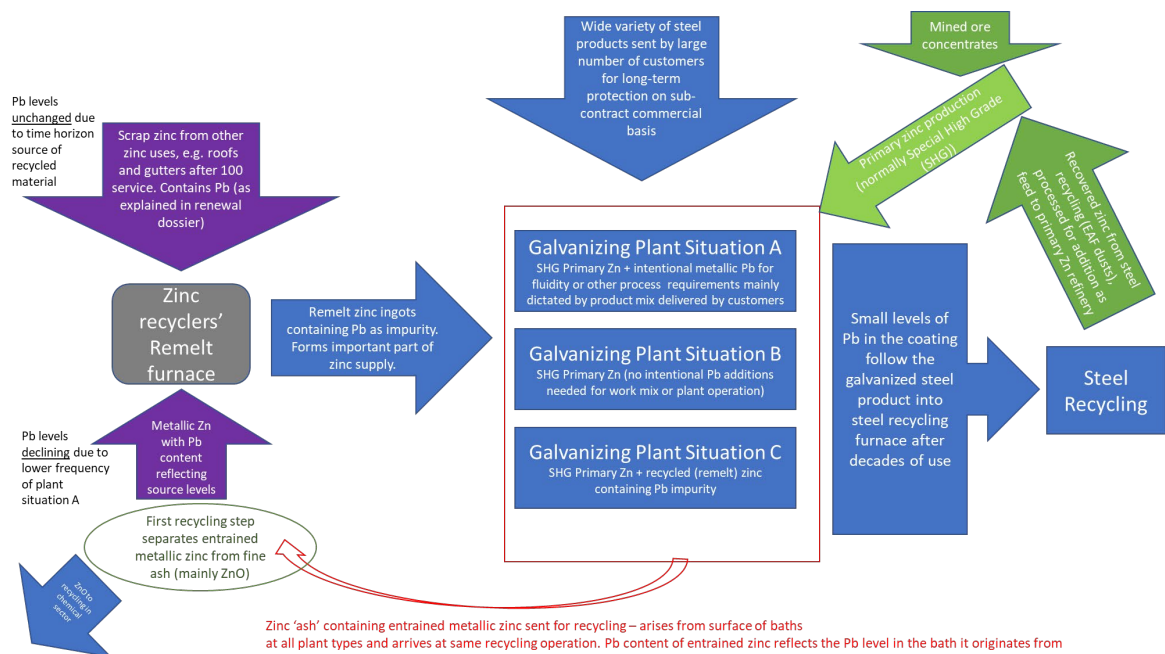 Wide variety of steel
products sent by large
number of customers
for long-term
protection on sub-
contract commercial
basis
Mined ore
concentrates
Primary zinc production
(normally Special High Grade
(SHG))
Recovered zinc from steel
recycling (EAF dusts),
processed for addition as
feed to primary Zn refinery
Pb levels
unchanged due
to time horizon
source of
recycled
material
Scrap zinc from other
zinc uses, e.g. roofs
and gutters after 100
service. Contains Pb (as
explained in renewal
dossier)
Zinc
recyclers’
Remelt
furnace
Remelt zinc ingots
containing Pb as impurity.
Forms important part of
zinc supply.
Galvanizing Plant Situation A
SHG Primary Zn + intentional metallic Pb for
fluidity or other process requirements mainly
dictated by product mix delivered by customers
Galvanizing Plant Situation B
SHG Primary Zn (no intentional Pb additions
needed for work mix or plant operation)
Galvanizing Plant Situation C
SHG Primary Zn + recycled (remelt) zinc
containing Pb impurity
Small levels of
Pb in the coating
follow the
galvanized steel
product into
steel recycling
furnace after
decades of use
Steel
Recycling
Pb levels
declining due to
lower frequency
of plant
situation A
Metallic Zn
with Pb
content
reflecting
source levels
First recycling step
separates entrained
metallic zinc from fine
ash (mainly ZnO)
ZnO to
recycling in
chemical
sector
Zinc ‘ash’ containing entrained metallic zinc sent for recycling – arises from surface of baths
at all plant types and arrives at same recycling operation. Pb content of entrained zinc reflects the Pb level in the bath it originates from